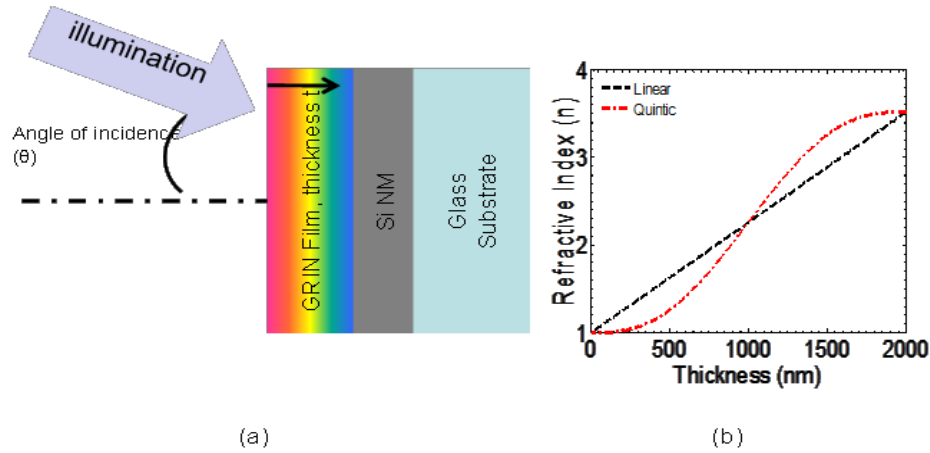 illumination
Angle of incidence
(θ)
GRIN Film, thickness t
Si NM
Glass
Substrate
(a)
Refractive Index (n)
4
3
2
1
Linear
Quintic
0
500
1000
1500
2000
Thickness (nm)
(b)